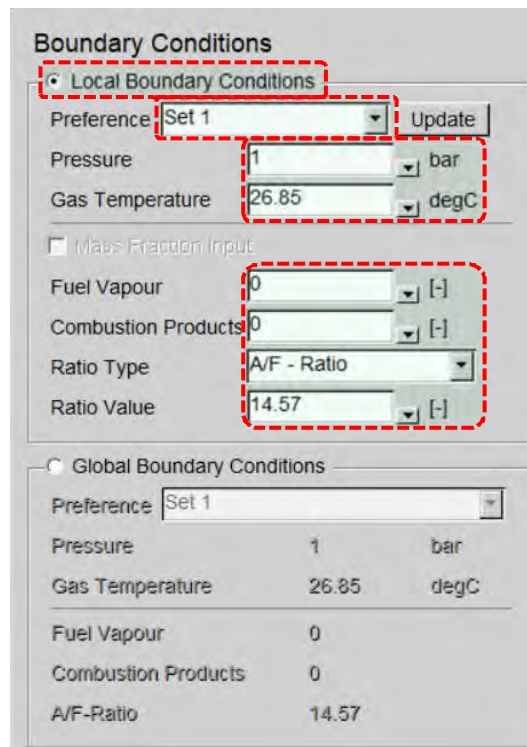 Boundary Conditions
Local Boundary Conditions
Preference Set 1 Update
Pressure 1 bar
Gas Temperature 26.85 degC
Mass Fraction Input
Fuel Vapour 0 [-]
Combustion Products 0 [-]
Ratio Type A/F - Ratio
Ratio Value 14.57 [-]
Global Boundary Conditions
Preference Set 1
Pressure 1 bar
Gas Temperature 26.85 degC
Fuel Vapour 0
Combustion Products 0
A/F-Ratio 14.57